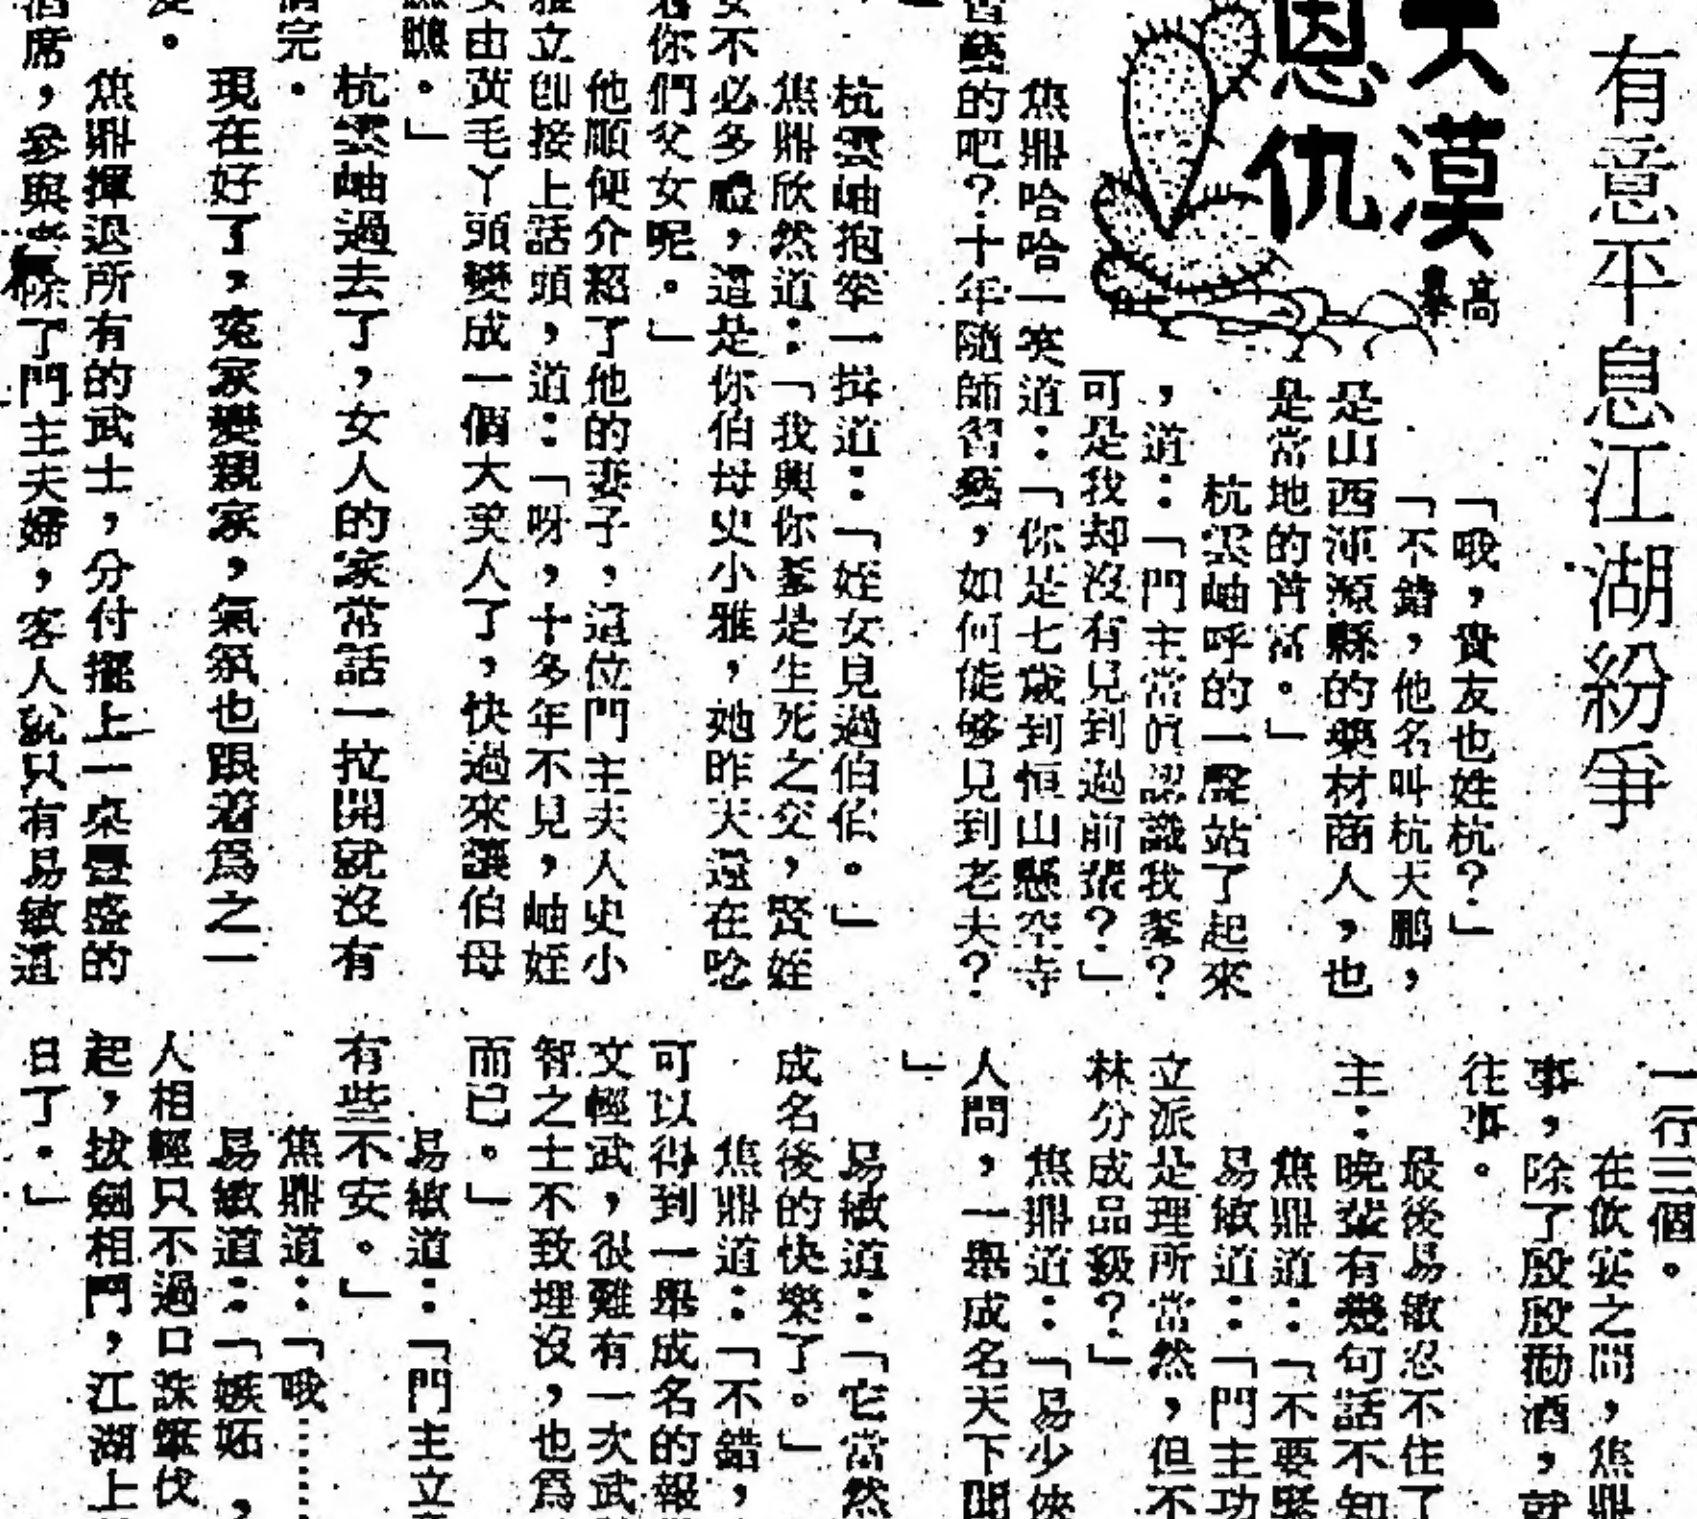 有意平息江湖紛爭
大漠
恩仇
高
「哦，貴友也姓杭？」
「不錯，他名叫杭天鵬，
是山西渾源縣的藥材商人，也
是當地的首富。」
杭雲岫呼的一聲站了起來
，道：「門主當眞認識我爹？
可是我却沒有見到過前輩？」
焦鼎哈哈一笑道：「你是七歲到恒山懸空寺
習藝的吧？十年隨師習藝，如何能够見到老夫？
」
杭雲岫抱拳一揖道：「姪女見過伯伯。」
焦鼎欣然道：「我與你爹是生死之交，賢姪
女不必多禮，這是你伯母史小雅，她昨天還在唸
着你們父女呢。」
他順便介紹了他的妻子，這位門主夫人史小
雅立卽接上話頭，道：「呀，十多年不見，岫姪
女由黃毛丫頭變成一個大美人了，快過來讓伯母
瞧瞧。」
杭雲岫過去了，女人的家常話一拉開就沒有
個完。
現在好了，寃家變親家，氣氛也跟着爲之一
變。
焦鼎揮退所有的武士，分付擺上一桌豐盛的
酒席，參與者除了門主夫婦，客人就只有易敏這
一行三個。
在飲宴之間，焦鼎
事，除了殷殷勸酒，就
往事。
最後易敏忍不住了
主：晚輩有幾句話不知
焦鼎道：「不要緊
易敏道：「門主功
立派是理所當然，但不
林分成品級？」
焦鼎道：「易少俠
人問，一舉成名天下聞
」
易敏道：「它當然
成名後的快樂了。」
焦鼎道：「不錯，
可以得到一舉成名的報
文輕武，很難有一次武
智之士不致埋沒，也爲
而已。」
易敏道：「門主立
有些不安。」
焦鼎道：「哦……
易敏道：「嫉妬，
人相輕只不過口誅筆伐
起，拔劍相鬥，江湖上
日了。」